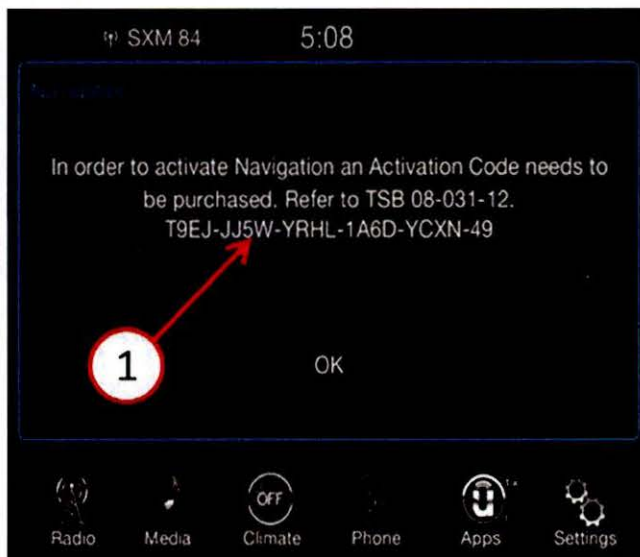 SXM 84 5:08
Navigation
In order to activate Navigation an Activation Code needs to
be purchased. Refer to TSB 08-031-12.
T9EJ-JJ5W-YRHL-1A6D-YCXN-49
1
OK
OFF
Radio Media Climate Phone Apps Settings